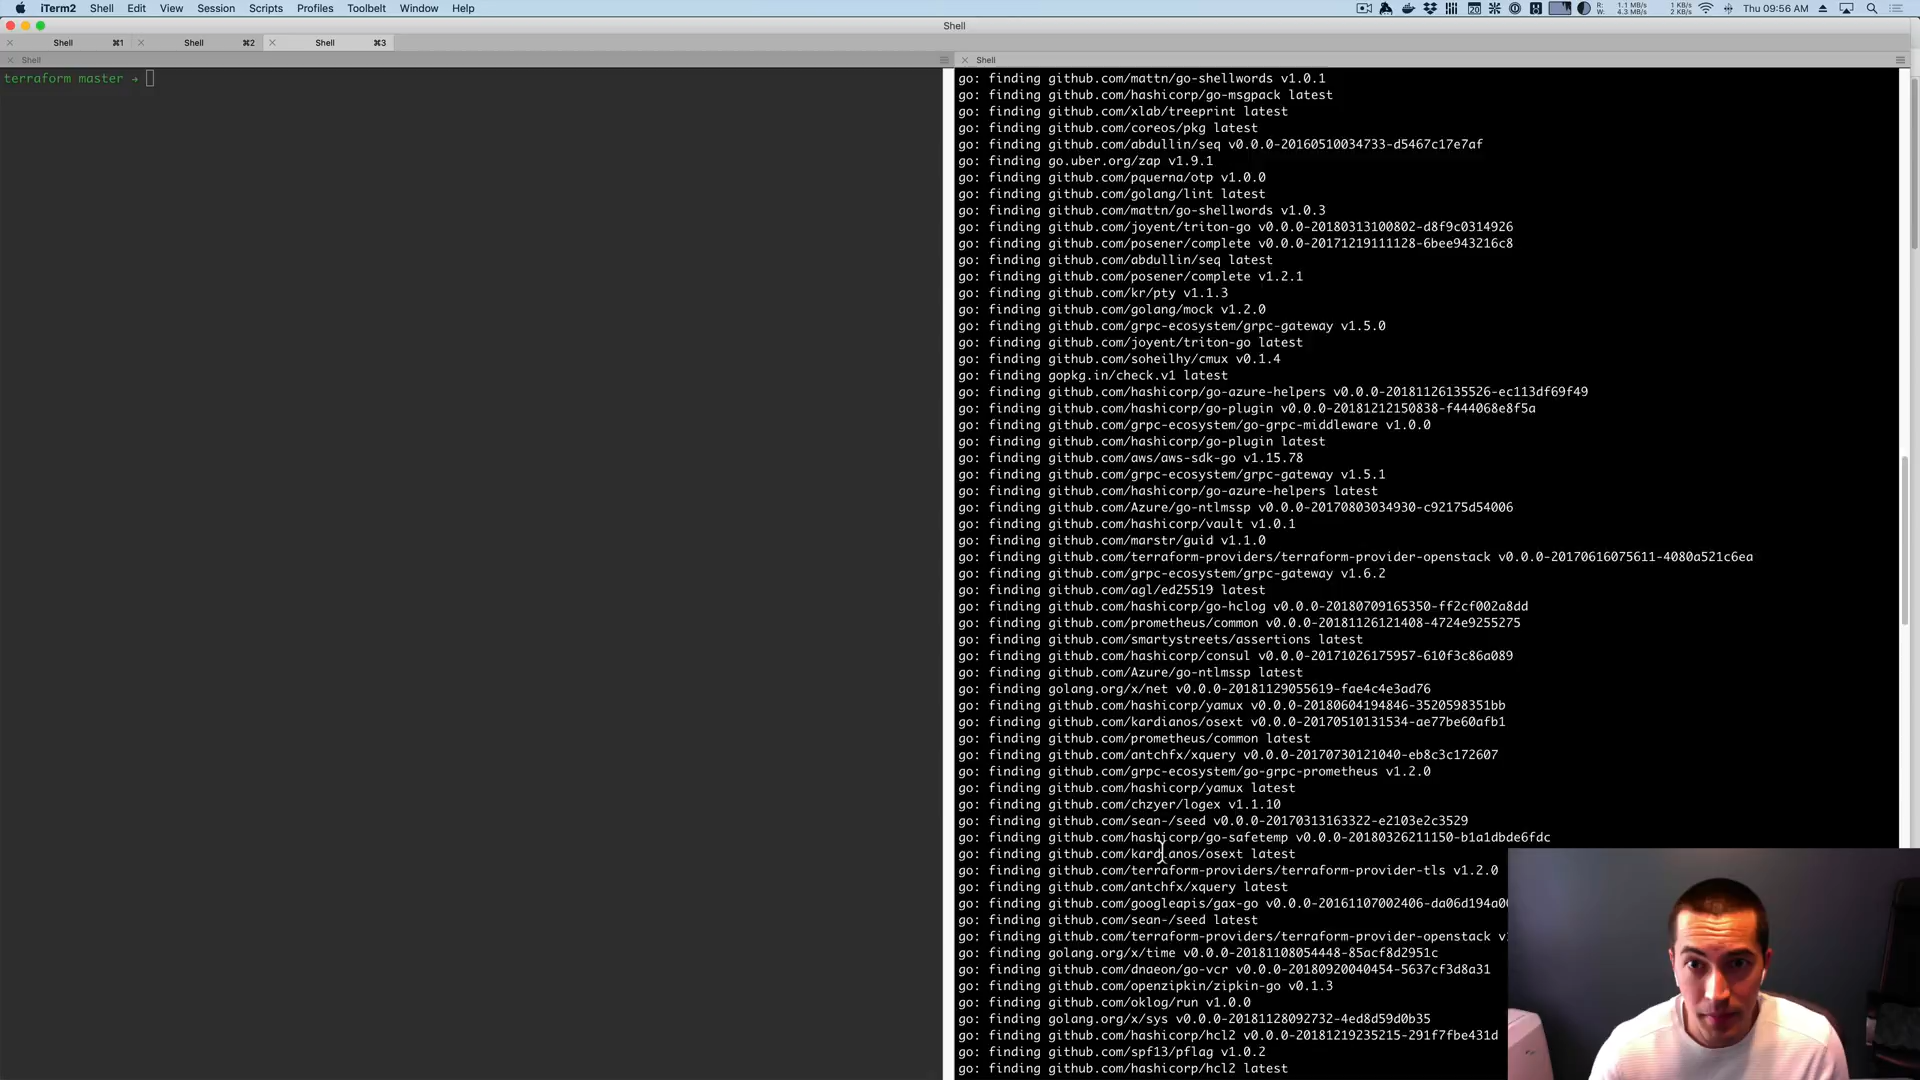 iTerm2 Shell Edit View Session Scripts Profiles Toolbelt Window Help
R: 1.1 MB/s 1 KB/s
W: 4.3 MB/s 2 KB/s
20
Thu 09:56 AM
Shell
Shell ⌘1 Shell ⌘2 Shell ⌘3
Shell
Shell
terraform master →
go: finding github.com/mattn/go-shellwords v1.0.1
go: finding github.com/hashicorp/go-msgpack latest
go: finding github.com/xlab/treeprint latest
go: finding github.com/coreos/pkg latest
go: finding github.com/abdullin/seq v0.0.0-20160510034733-d5467c17e7af
go: finding go.uber.org/zap v1.9.1
go: finding github.com/pquerna/otp v1.0.0
go: finding github.com/golang/lint latest
go: finding github.com/mattn/go-shellwords v1.0.3
go: finding github.com/joyent/triton-go v0.0.0-20180313100802-d8f9c0314926
go: finding github.com/posener/complete v0.0.0-20171219111128-6bee943216c8
go: finding github.com/abdullin/seq latest
go: finding github.com/posener/complete v1.2.1
go: finding github.com/kr/pty v1.1.3
go: finding github.com/golang/mock v1.2.0
go: finding github.com/grpc-ecosystem/grpc-gateway v1.5.0
go: finding github.com/joyent/triton-go latest
go: finding github.com/soheilhy/cmux v0.1.4
go: finding gopkg.in/check.v1 latest
go: finding github.com/hashicorp/go-azure-helpers v0.0.0-20181126135526-ec113df69f49
go: finding github.com/hashicorp/go-plugin v0.0.0-20181212150838-f444068e8f5a
go: finding github.com/grpc-ecosystem/go-grpc-middleware v1.0.0
go: finding github.com/hashicorp/go-plugin latest
go: finding github.com/aws/aws-sdk-go v1.15.78
go: finding github.com/grpc-ecosystem/grpc-gateway v1.5.1
go: finding github.com/hashicorp/go-azure-helpers latest
go: finding github.com/Azure/go-ntlmssp v0.0.0-20170803034930-c92175d54006
go: finding github.com/hashicorp/vault v1.0.1
go: finding github.com/marstr/guid v1.1.0
go: finding github.com/terraform-providers/terraform-provider-openstack v0.0.0-20170616075611-4080a521c6ea
go: finding github.com/grpc-ecosystem/grpc-gateway v1.6.2
go: finding github.com/agl/ed25519 latest
go: finding github.com/hashicorp/go-hclog v0.0.0-20180709165350-ff2cf002a8dd
go: finding github.com/prometheus/common v0.0.0-20181126121408-4724e9255275
go: finding github.com/smartystreets/assertions latest
go: finding github.com/hashicorp/consul v0.0.0-20171026175957-610f3c86a089
go: finding github.com/Azure/go-ntlmssp latest
go: finding golang.org/x/net v0.0.0-20181129055619-fae4c4e3ad76
go: finding github.com/hashicorp/yamux v0.0.0-20180604194846-3520598351bb
go: finding github.com/kardianos/osext v0.0.0-20170510131534-ae77be60afb1
go: finding github.com/prometheus/common latest
go: finding github.com/antchfx/xquery v0.0.0-20170730121040-eb8c3c172607
go: finding github.com/grpc-ecosystem/go-grpc-prometheus v1.2.0
go: finding github.com/hashicorp/yamux latest
go: finding github.com/chzyer/logex v1.1.10
go: finding github.com/sean-/seed v0.0.0-20170313163322-e2103e2c3529
go: finding github.com/hashicorp/go-safetemp v0.0.0-20180326211150-b1a1dbde6fdc
go: finding github.com/kardianos/osext latest
go: finding github.com/terraform-providers/terraform-provider-tls v1.2.0
go: finding github.com/antchfx/xquery latest
go: finding github.com/googleapis/gax-go v0.0.0-20161107002406-da06d194a0
go: finding github.com/sean-/seed latest
go: finding github.com/terraform-providers/terraform-provider-openstack v
go: finding golang.org/x/time v0.0.0-20181108054448-85acf8d2951c
go: finding github.com/dnaeon/go-vcr v0.0.0-20180920040454-5637cf3d8a31
go: finding github.com/openzipkin/zipkin-go v0.1.3
go: finding github.com/oklog/run v1.0.0
go: finding golang.org/x/sys v0.0.0-20181128092732-4ed8d59d0b35
go: finding github.com/hashicorp/hcl2 v0.0.0-20181219235215-291f7fbe431d
go: finding github.com/spf13/pflag v1.0.2
go: finding github.com/hashicorp/hcl2 latest